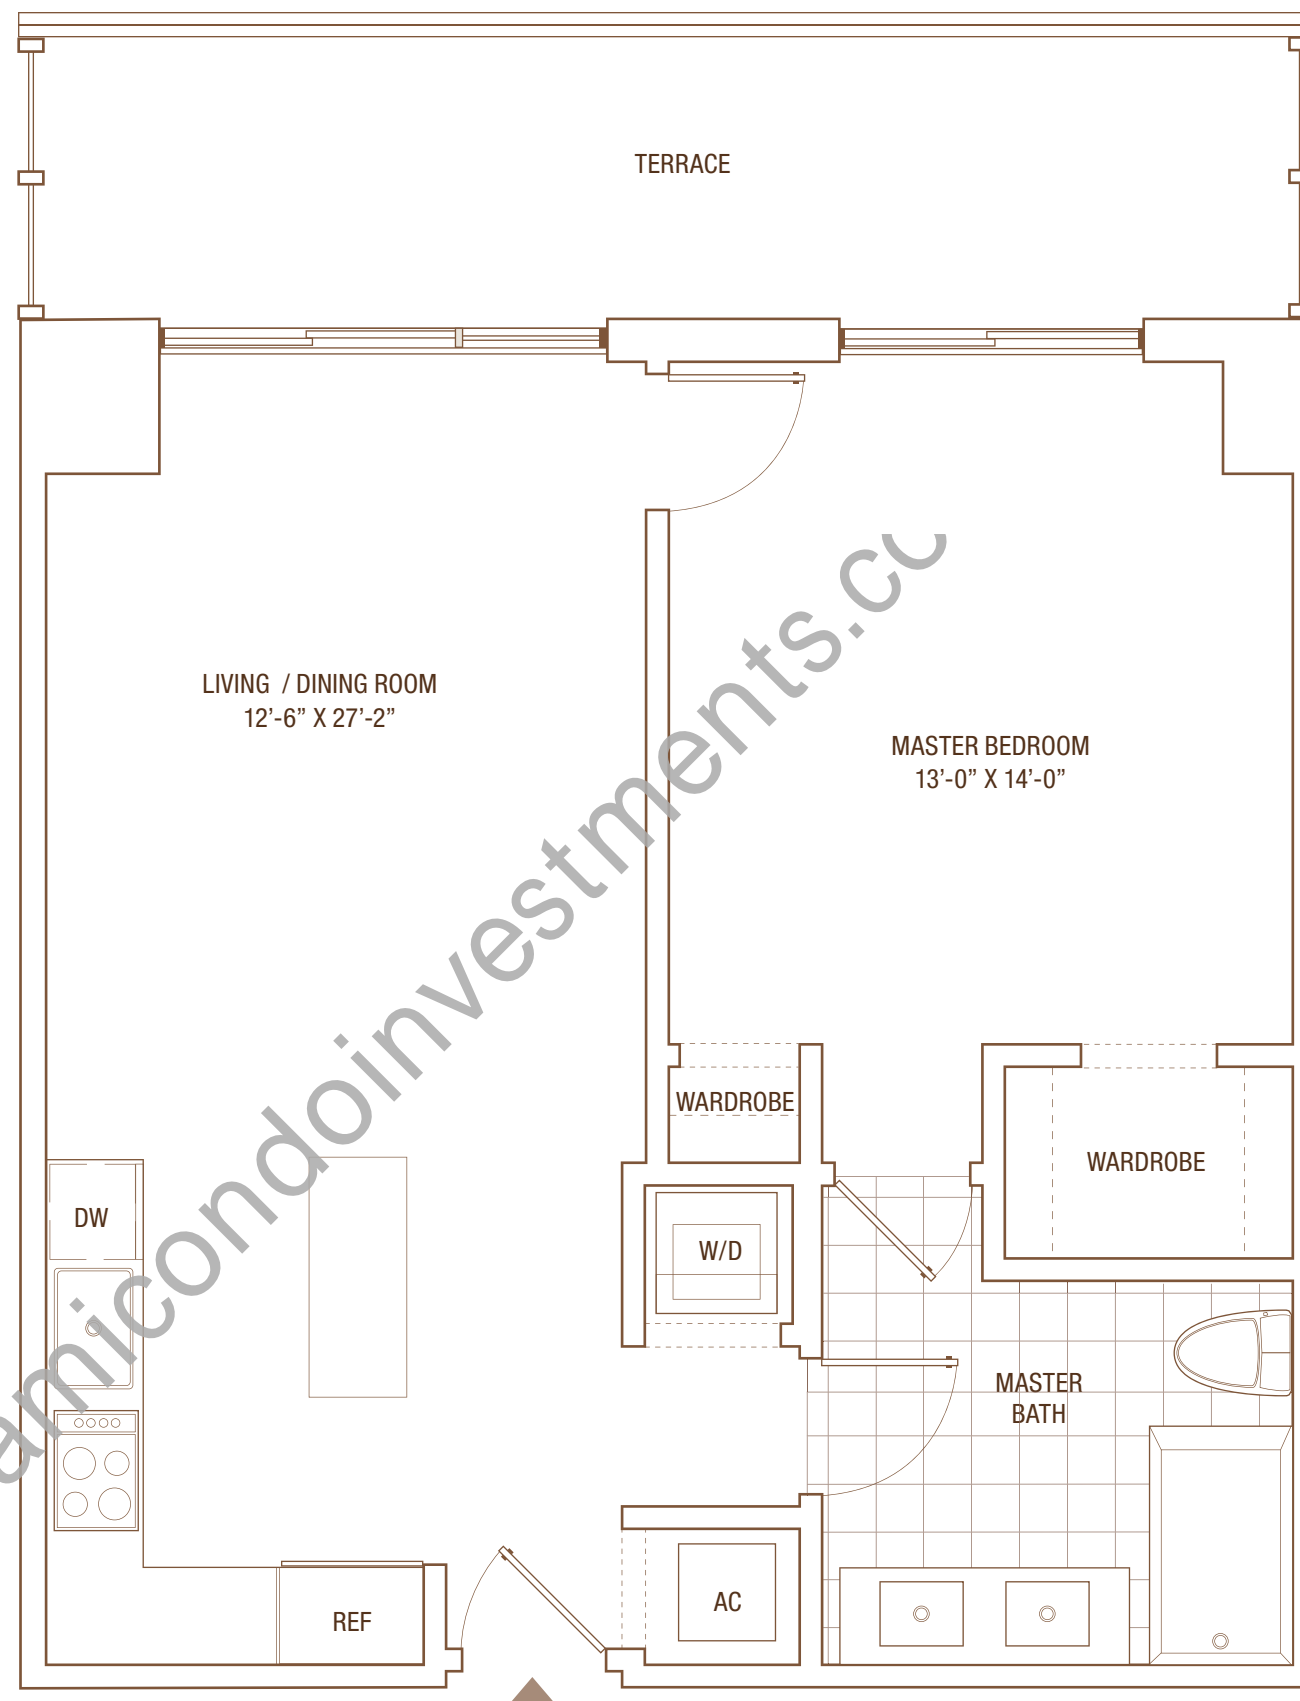 TERRACE
LIVING / DINING ROOM
12’-6” X 27’-2”
MASTER BEDROOM
13’-0” X 14’-0”
WARDROBE
WARDROBE
DW
W/D
MASTER
BATH
AC
REF
amicondoinvestments.co